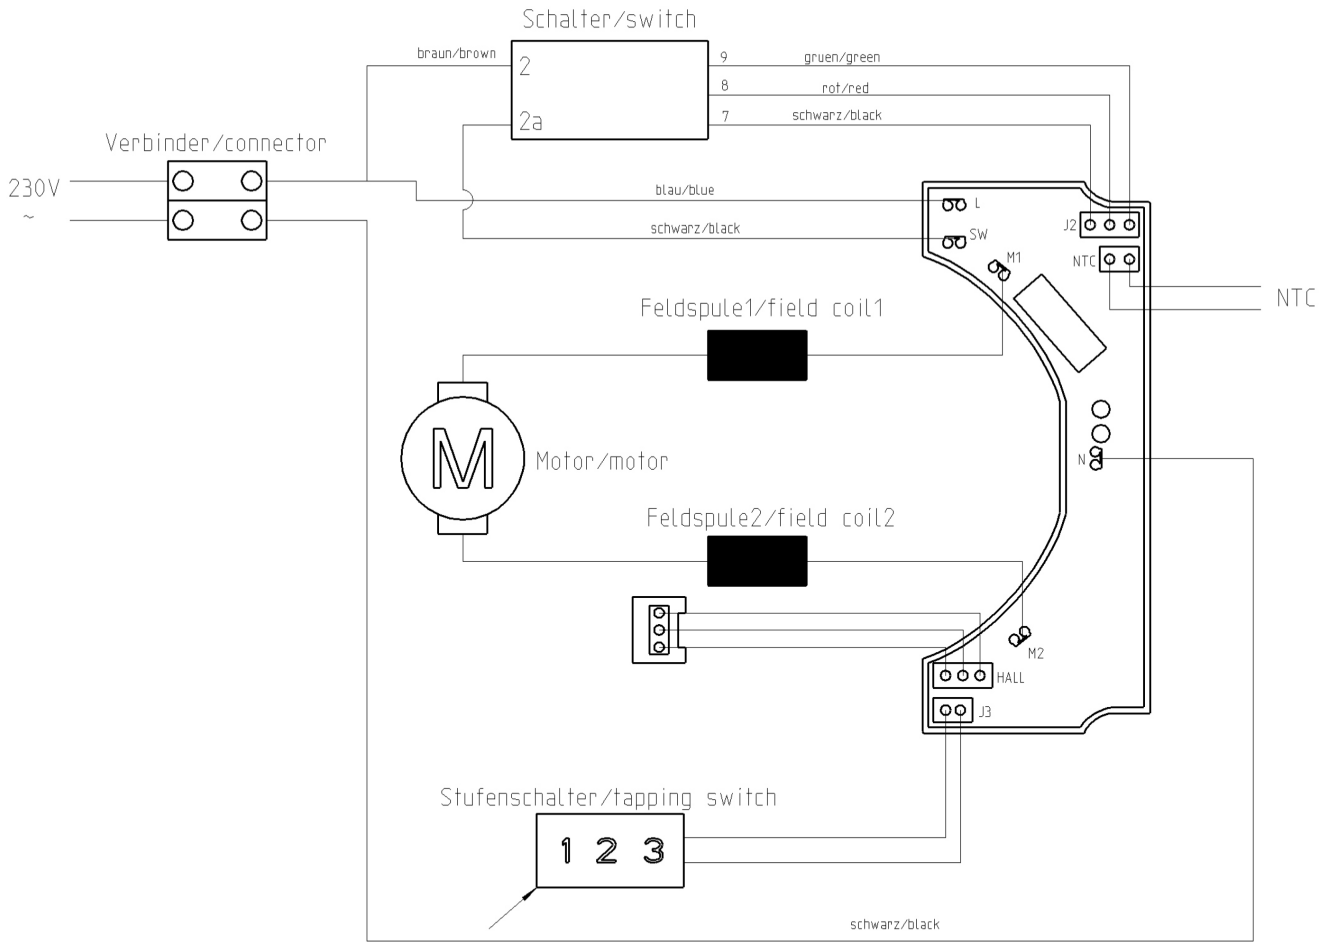 Schalter/switch
braun/brown
2
2a
9
gruen/green
8
rot/red
7
schwarz/black
Verbinder/connector
230V
~
blau/blue
L
schwarz/black
SW
J2
M1
NTC
NTC
Feldspule1/field coil1
M
Motor/motor
N
Feldspule2/field coil2
M2
HALL
J3
Stufenschalter/tapping switch
1 2 3
schwarz/black